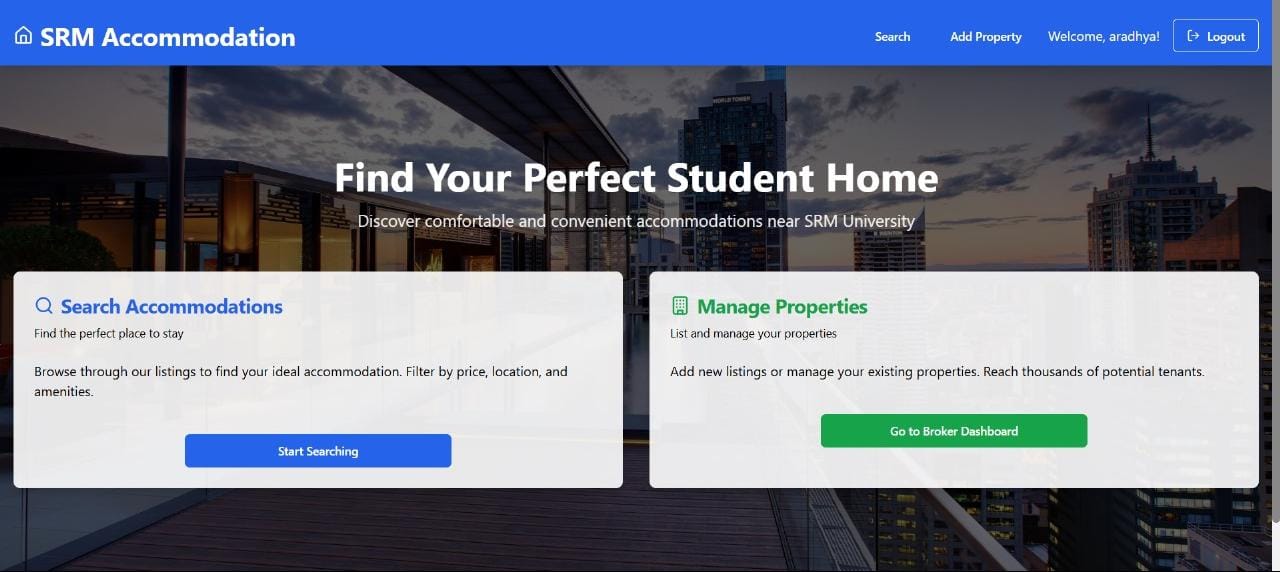 SRM Accommodation
Search
Add Property
Welcome, aradhya!
Logout
WORLD TOWER
Find Your Perfect Student Home
Discover comfortable and convenient accommodations near SRM University
Search Accommodations
Find the perfect place to stay
Browse through our listings to find your ideal accommodation. Filter by price, location, and
amenities.
Start Searching
Manage Properties
List and manage your properties
Add new listings or manage your existing properties. Reach thousands of potential tenants.
Go to Broker Dashboard